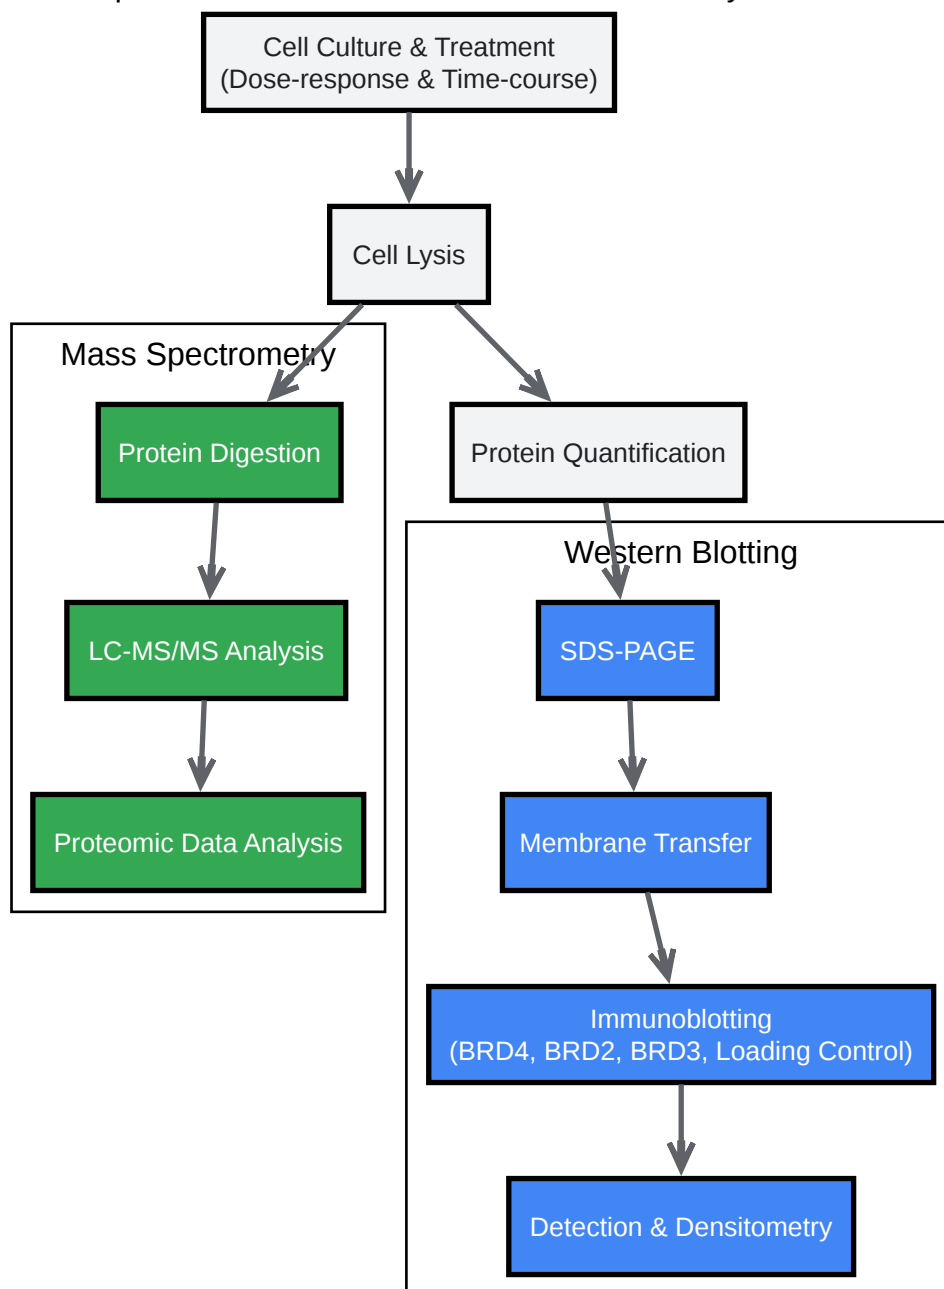 Cell Culture & Treatment
(Dose-response & Time-course)
Cell Lysis
Mass Spectrometry
Protein Digestion
Protein Quantification
Western Blotting
LC-MS/MS Analysis
SDS-PAGE
Proteomic Data Analysis
Membrane Transfer
Immunoblotting
(BRD4, BRD2, BRD3, Loading Control)
Detection & Densitometry